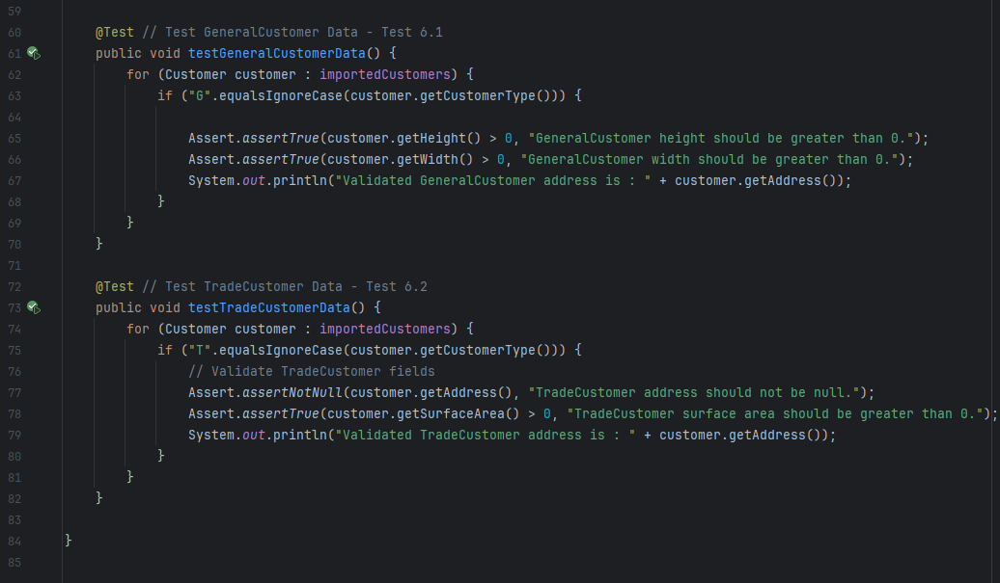 59
60 @Test // Test GeneralCustomer Data - Test 6.1
61 public void testGeneralCustomerData() {
62 for (Customer customer : importedCustomers) {
63 if ("G".equalsIgnoreCase(customer.getCustomerType())) {
64
65 Assert.assertTrue(customer.getHeight() > 0, "GeneralCustomer height should be greater than 0.");
66 Assert.assertTrue(customer.getWidth() > 0, "GeneralCustomer width should be greater than 0.");
67 System.out.println("Validated GeneralCustomer address is : " + customer.getAddress());
68 }
69 }
70 }
71
72 @Test // Test TradeCustomer Data - Test 6.2
73 public void testTradeCustomerData() {
74 for (Customer customer : importedCustomers) {
75 if ("T".equalsIgnoreCase(customer.getCustomerType())) {
76 // Validate TradeCustomer fields
77 Assert.assertNotNull(customer.getAddress(), "TradeCustomer address should not be null.");
78 Assert.assertTrue(customer.getSurfaceArea() > 0, "TradeCustomer surface area should be greater than 0.");
79 System.out.println("Validated TradeCustomer address is : " + customer.getAddress());
80 }
81 }
82 }
83
84 }
85